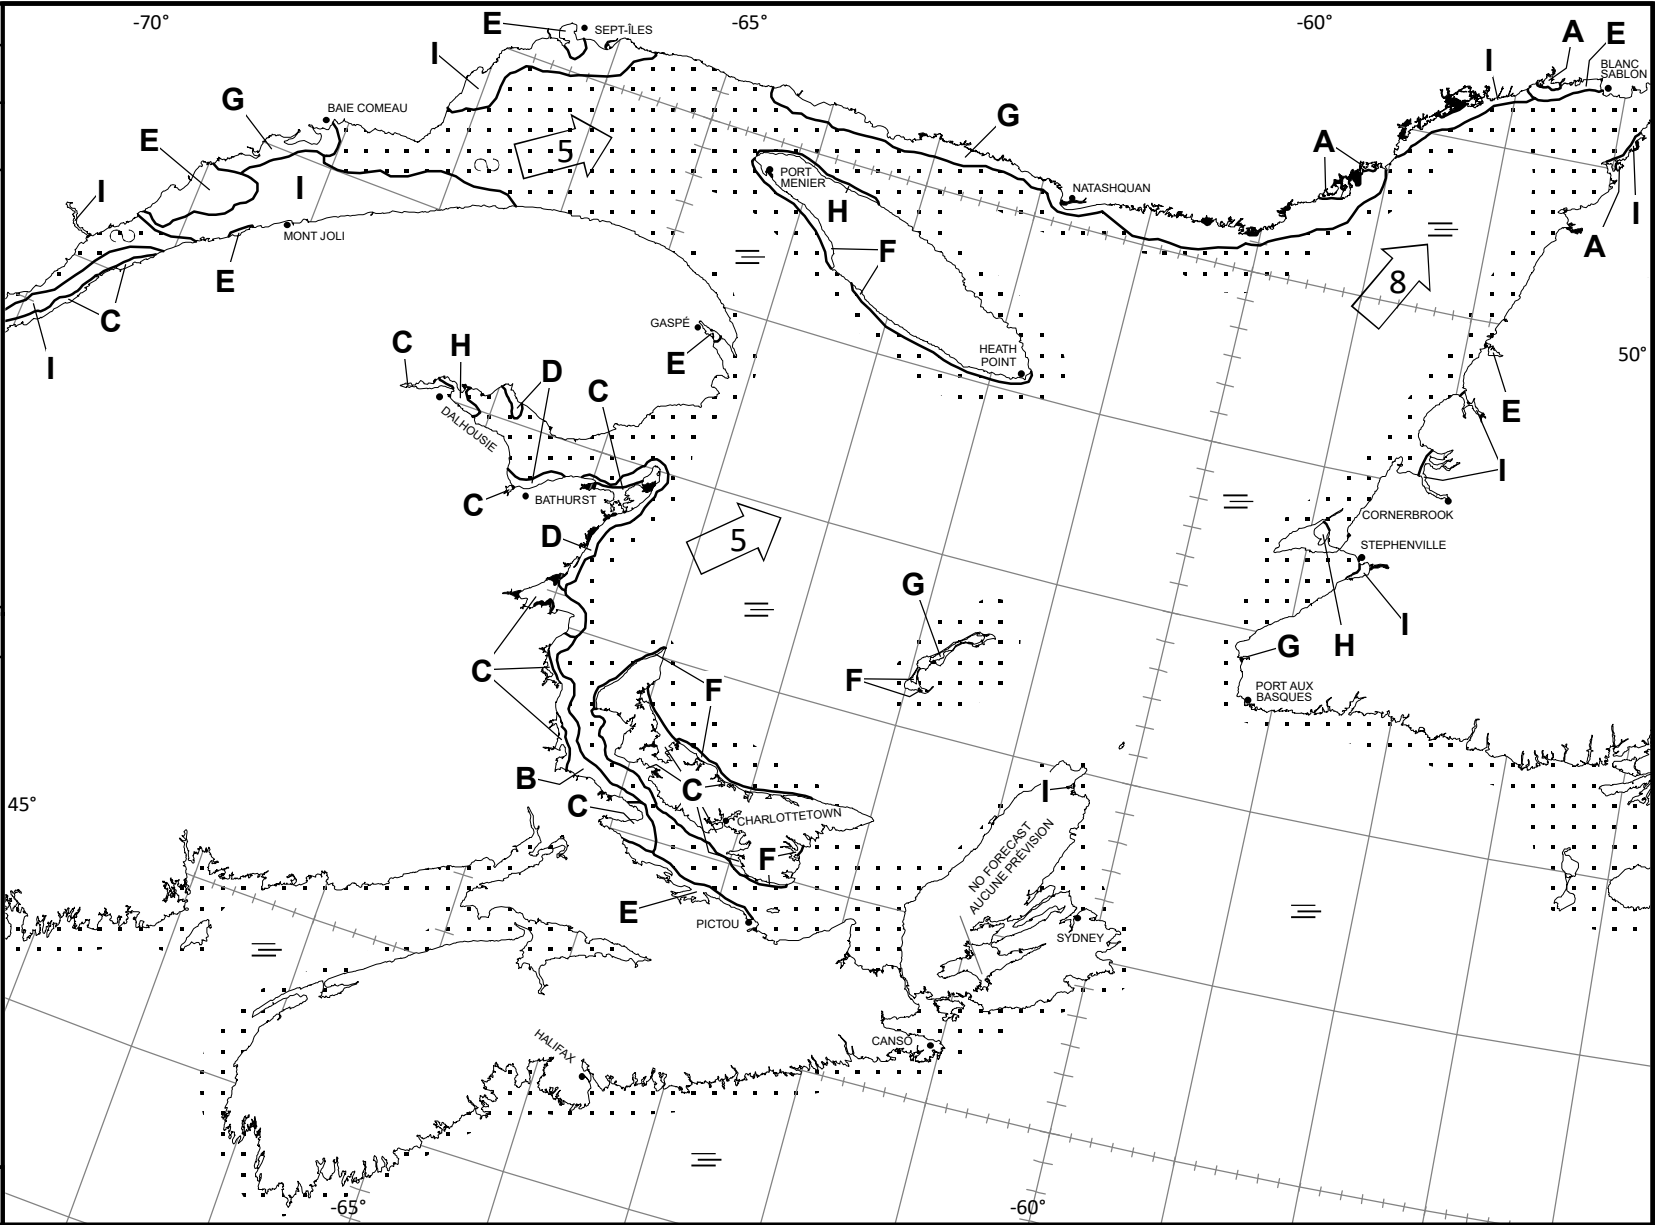 -70°
-65°
-60°
E
SEPT-ÎLES
I
A
E
I
BLANC
SABLON
G
BAIE COMEAU
G
E
5
A
PORT
MENIER
I
I
NATASHQUAN
H
I
MONT JOLI
A
F
E
8
C
GASPÉ
I
C
H
E
HEATH
POINT
50°
D
C
E
DALHOUSIE
I
C
BATHURST
CORNERBROOK
D
5
STEPHENVILLE
G
I
H
G
C
F
F
PORT AUX
BASQUES
B
C
C
I
45°
CHARLOTTETOWN
NO FORECAST
AUCUNE PRÉVISION
F
E
PICTOU
SYDNEY
HALIFAX
CANSO
-65°
-60°